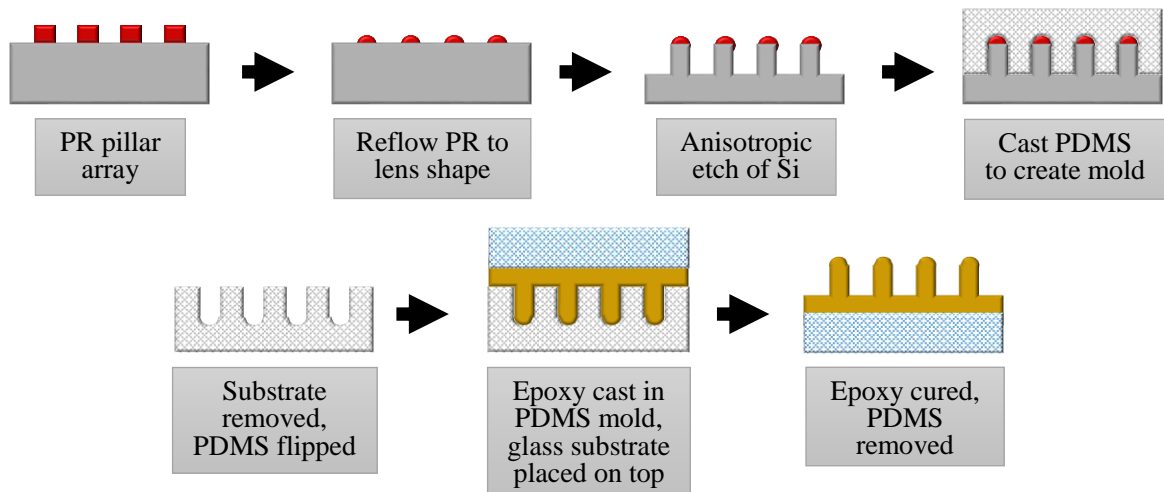 PR pillar
array
Reflow PR to
lens shape
Anisotropic
etch of Si
Cast PDMS
to create mold
Substrate
removed,
PDMS flipped
Epoxy cast in
PDMS mold,
glass substrate
placed on top
Epoxy cured,
PDMS
removed